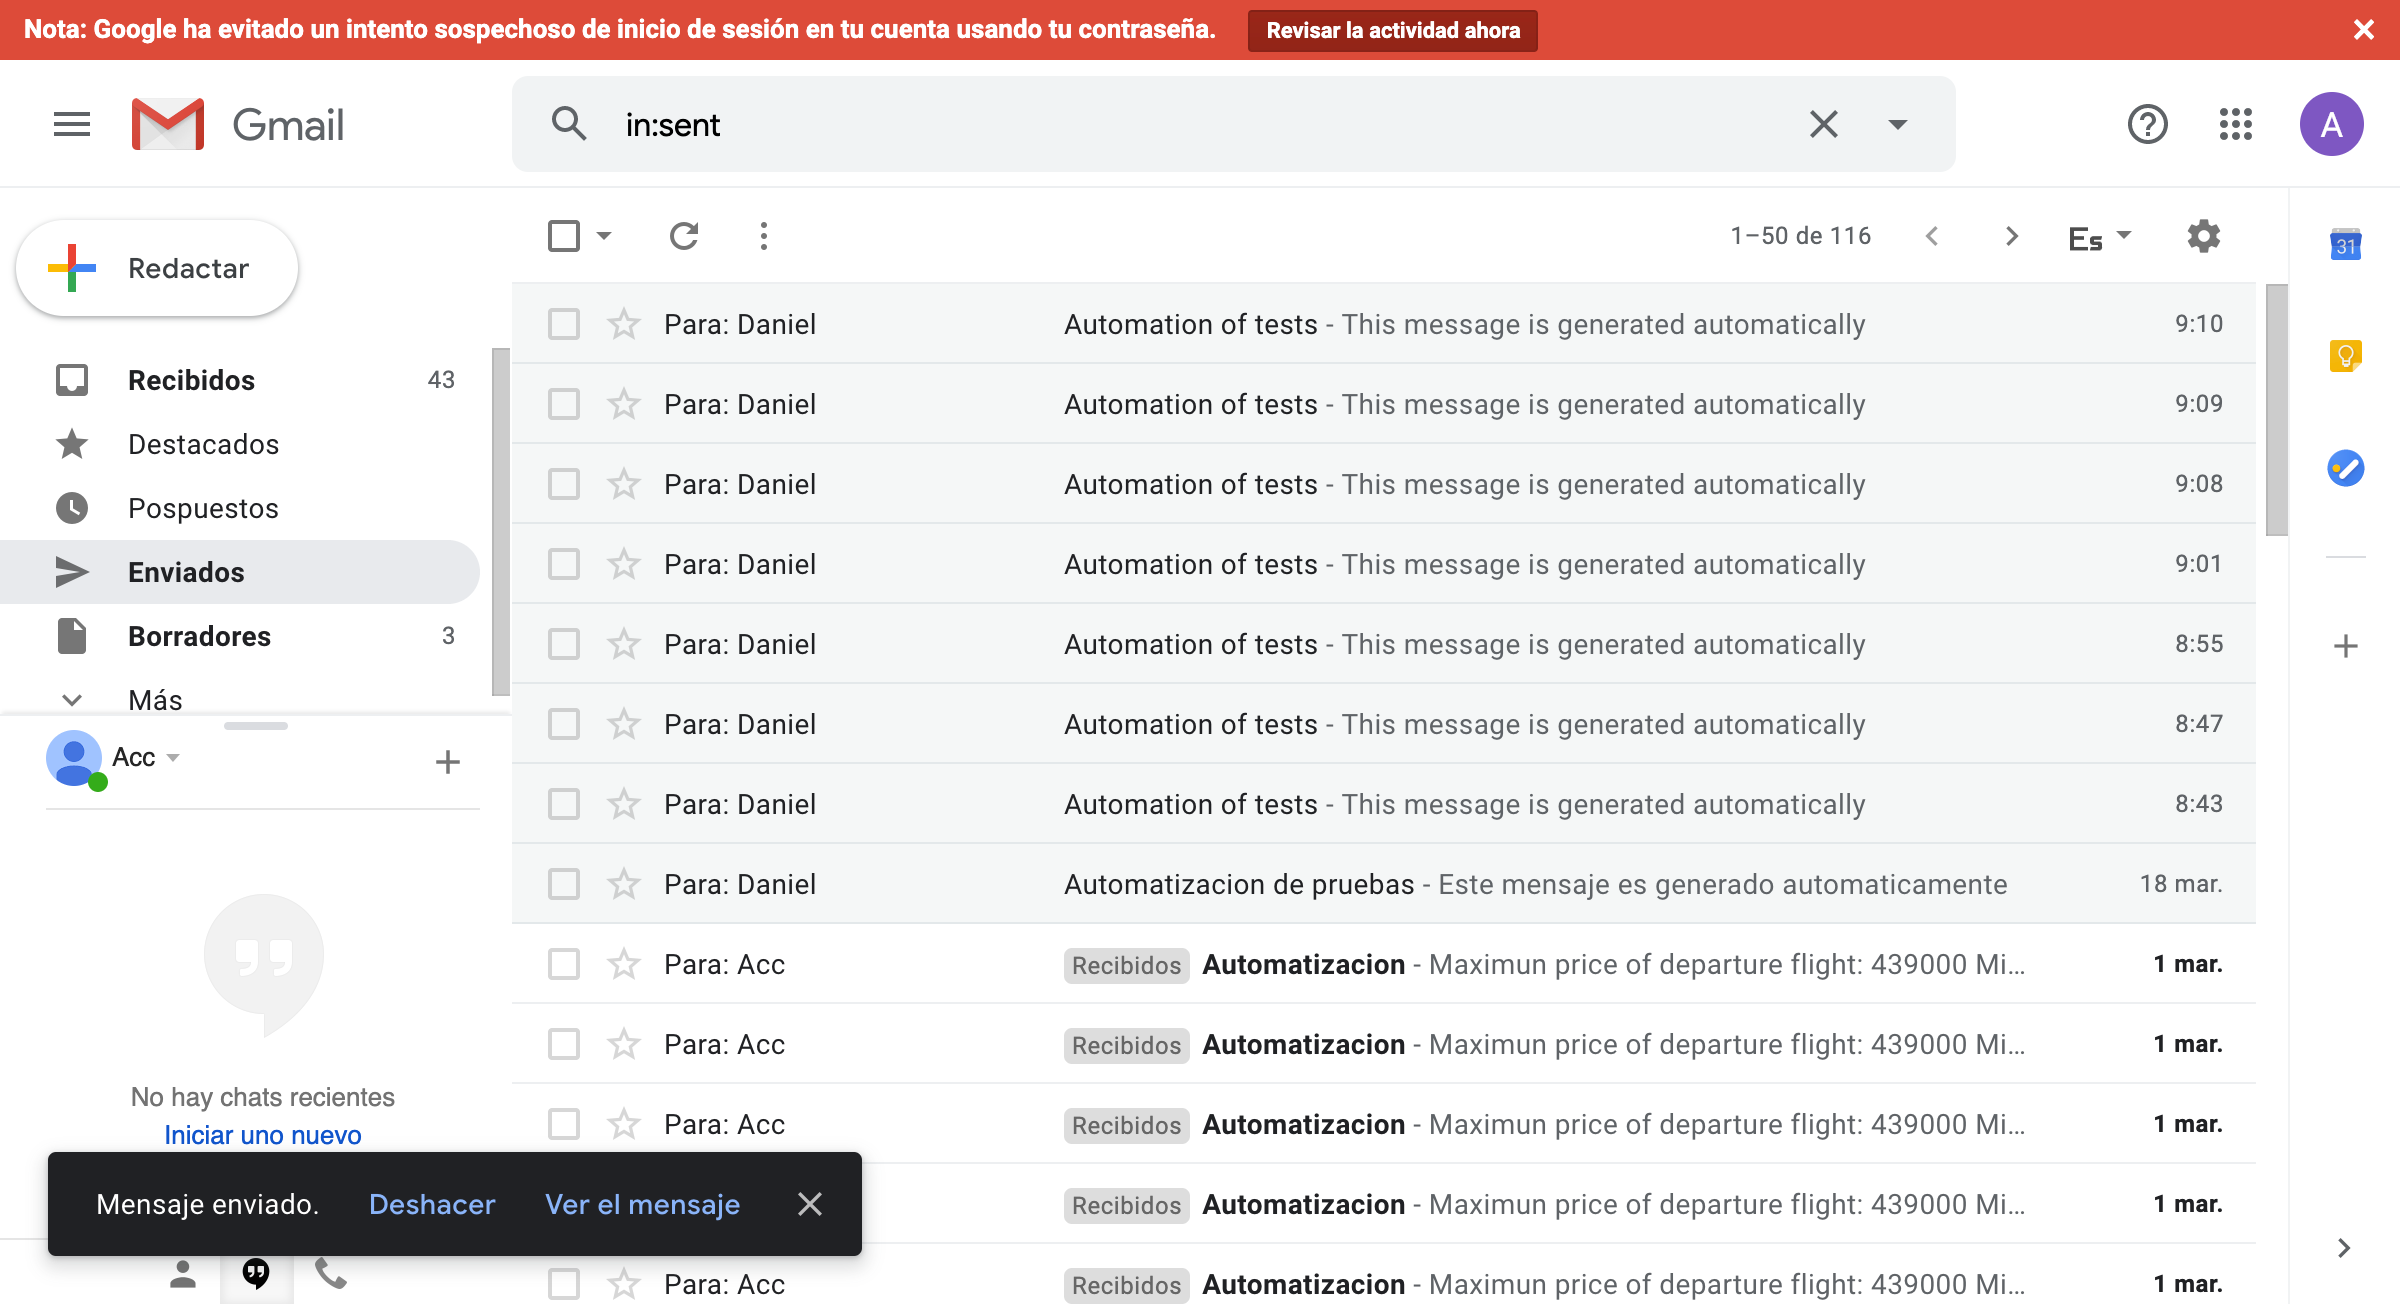 Nota: Google ha evitado un intento sospechoso de inicio de sesión en tu cuenta usando tu contraseña. Revisar la actividad ahora
Gmail
in:sent
A
Redactar
1–50 de 116
Es
31
Recibidos 43
Destacados
Pospuestos
Enviados
Borradores 3
Más
Acc
No hay chats recientes
Iniciar uno nuevo
Para: Daniel Automation of tests - This message is generated automatically 9:10
Para: Daniel Automation of tests - This message is generated automatically 9:09
Para: Daniel Automation of tests - This message is generated automatically 9:08
Para: Daniel Automation of tests - This message is generated automatically 9:01
Para: Daniel Automation of tests - This message is generated automatically 8:55
Para: Daniel Automation of tests - This message is generated automatically 8:47
Para: Daniel Automation of tests - This message is generated automatically 8:43
Para: Daniel Automatizacion de pruebas - Este mensaje es generado automaticamente 18 mar.
Para: Acc Recibidos Automatizacion - Maximun price of departure flight: 439000 Mi... 1 mar.
Para: Acc Recibidos Automatizacion - Maximun price of departure flight: 439000 Mi... 1 mar.
Para: Acc Recibidos Automatizacion - Maximun price of departure flight: 439000 Mi... 1 mar.
Recibidos Automatizacion - Maximun price of departure flight: 439000 Mi... 1 mar.
Para: Acc Recibidos Automatizacion - Maximun price of departure flight: 439000 Mi... 1 mar.
Mensaje enviado. Deshacer Ver el mensaje